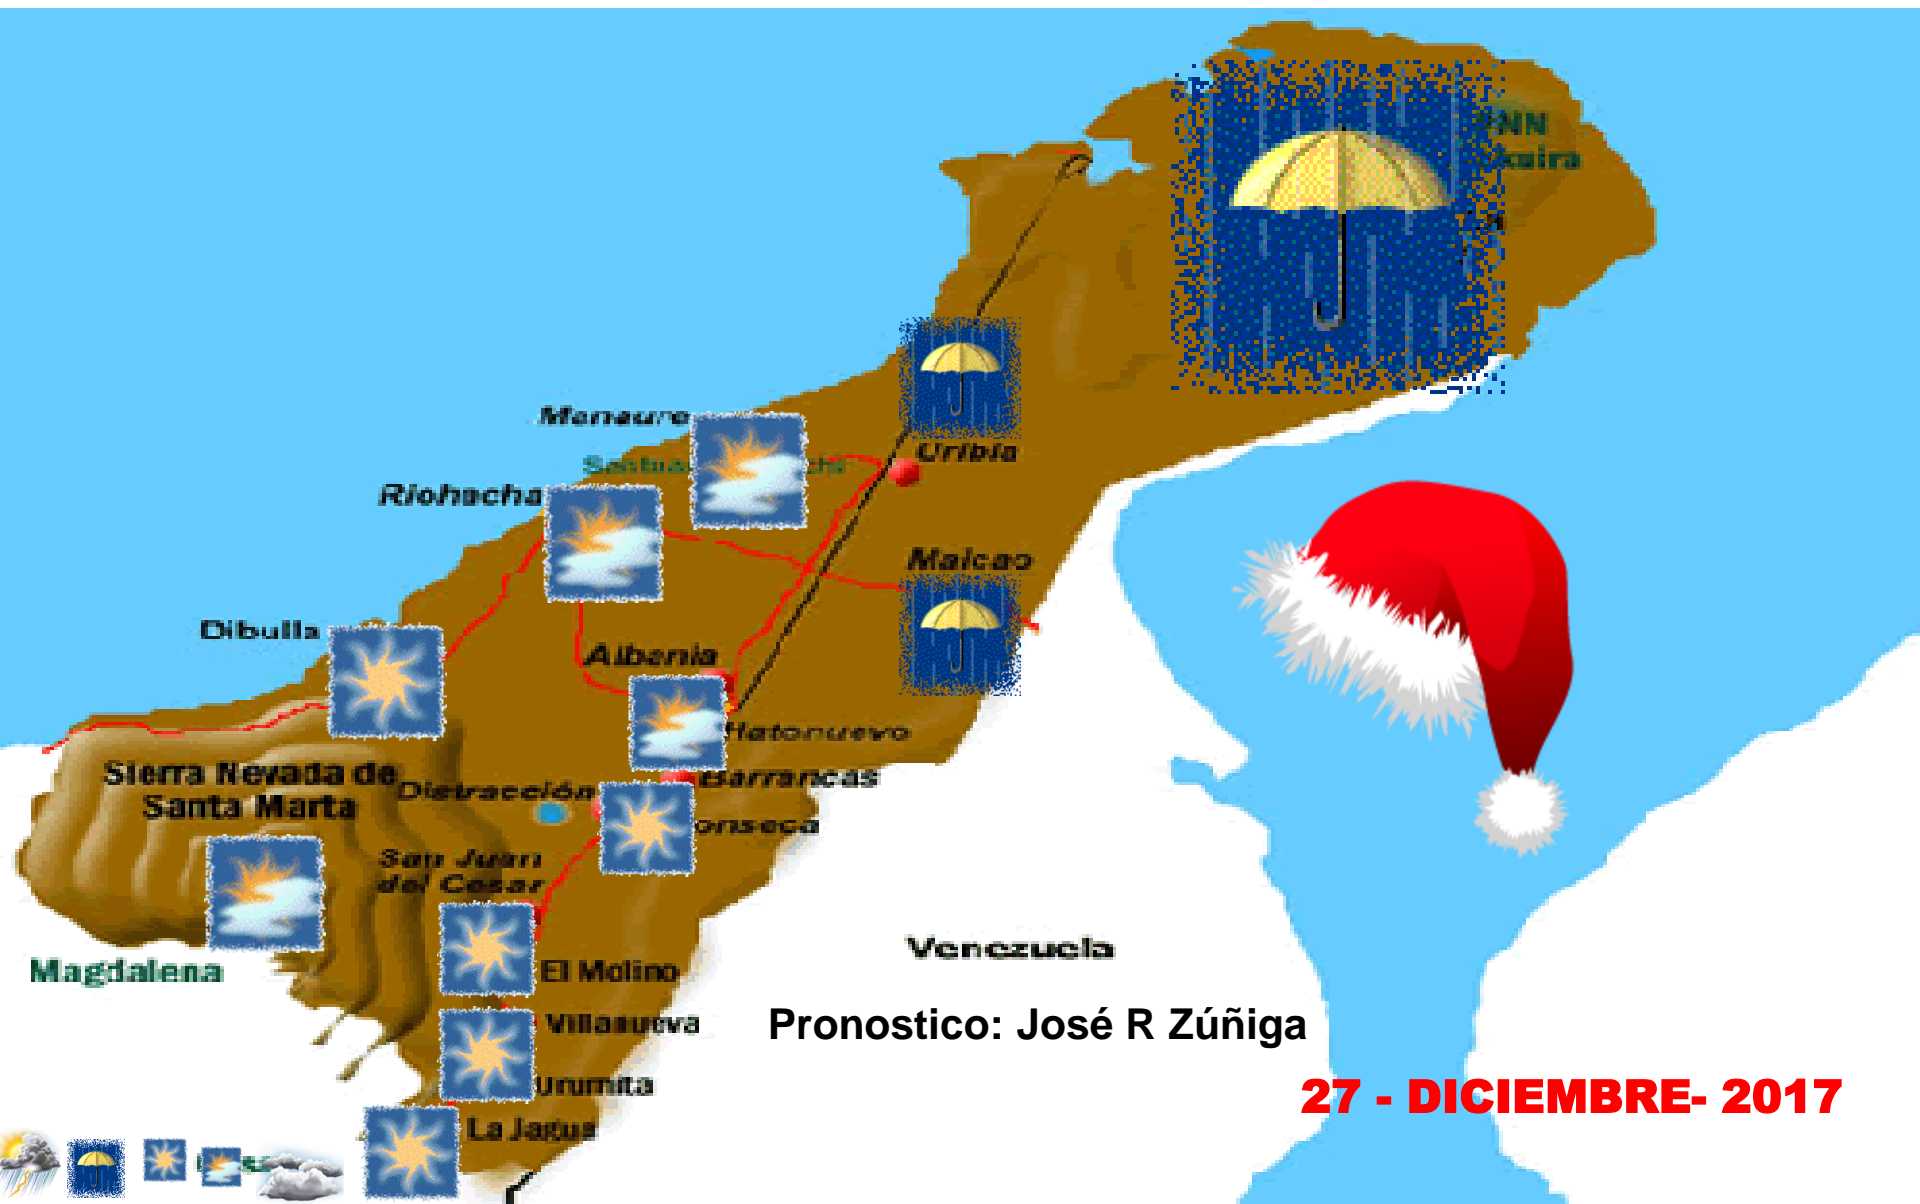 Manaure
Uribia
Riohacha
Maicao
Dibulla
Albania
Hatonuevo
Sierra Nevada de
Santa Marta
Distracción
Barrancas
San Juan
del Cesar
Magdalena
El Molino
Venezuela
Villanueva
Pronostico: José R Zúñiga
Urumita
27 - DICIEMBRE- 2017
La Jagua